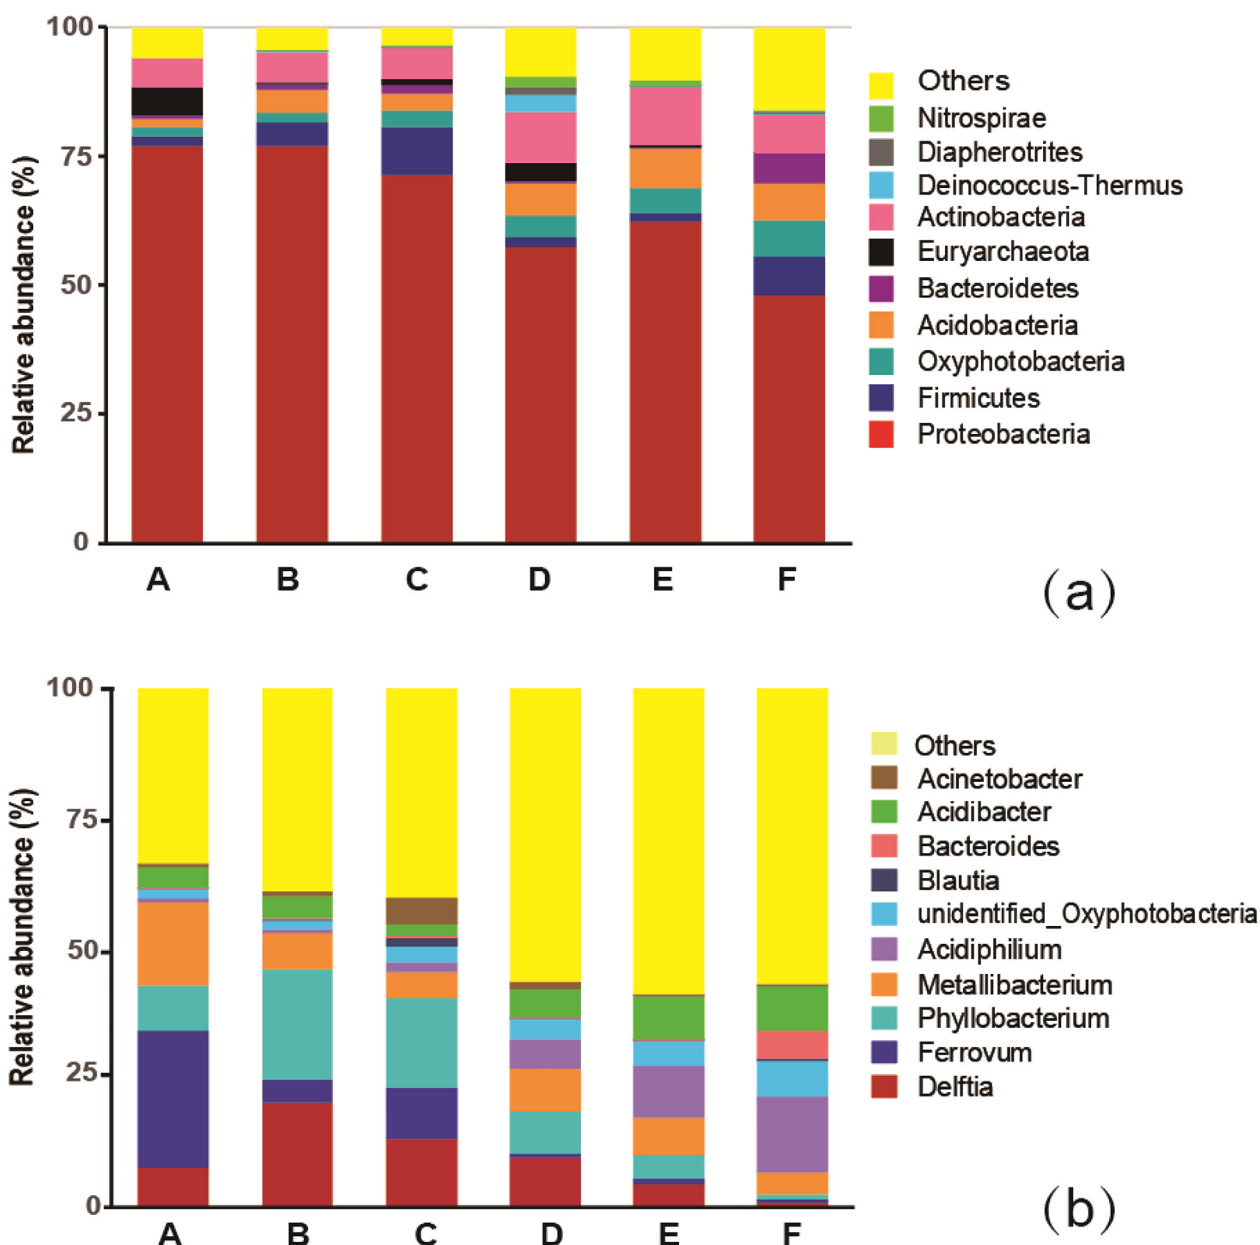 100
75
50
25
0
Relative abundance (%)
A B C D E F
Others
Nitrospirae
Diapherotrites
Deinococcus-Thermus
Actinobacteria
Euryarchaeota
Bacteroidetes
Acidobacteria
Oxyphotobacteria
Firmicutes
Proteobacteria
(a)
100
75
50
25
0
Relative abundance (%)
A B C D E F
Others
Acinetobacter
Acidibacter
Bacteroides
Blautia
unidentified_Oxyphotobacteria
Acidiphilium
Metallibacterium
Phyllobacterium
Ferrovum
Delftia
(b)